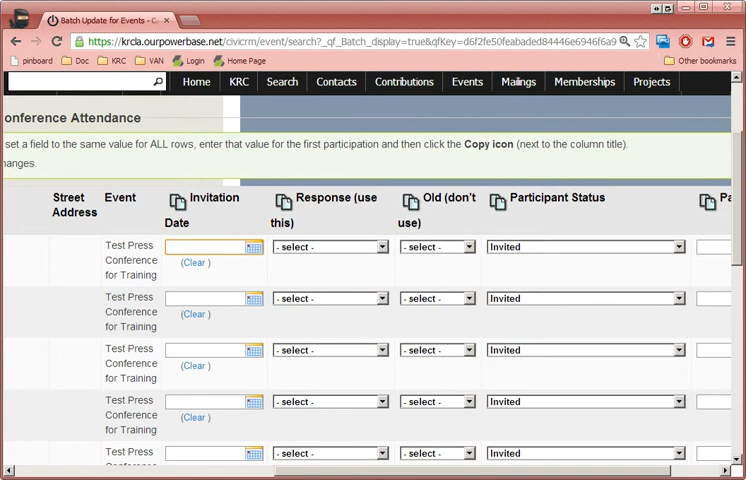 Batch Update for Events - C
https://krcla.ourpowerbase.net/civicrm/event/search?_qf_Batch_display=true&qfKey=d6f2fe50feabaded84446e6946f6a9
pinboard Doc KRC VAN Login Home Page Other bookmarks
Home KRC Search Contacts Contributions Events Mailings Memberships Projects
onference Attendance
set a field to the same value for ALL rows, enter that value for the first participation and then click the Copy icon (next to the column title).
hanges.
Street Address Event Invitation Date Response (use this) Old (don't use) Participant Status Pa
Test Press Conference for Training - select - - select - Invited
(Clear )
Test Press Conference for Training - select - - select - Invited
(Clear )
Test Press Conference for Training - select - - select - Invited
(Clear )
Test Press Conference for Training - select - - select - Invited
(Clear )
Test Press - select - - select - Invited
(Clear )